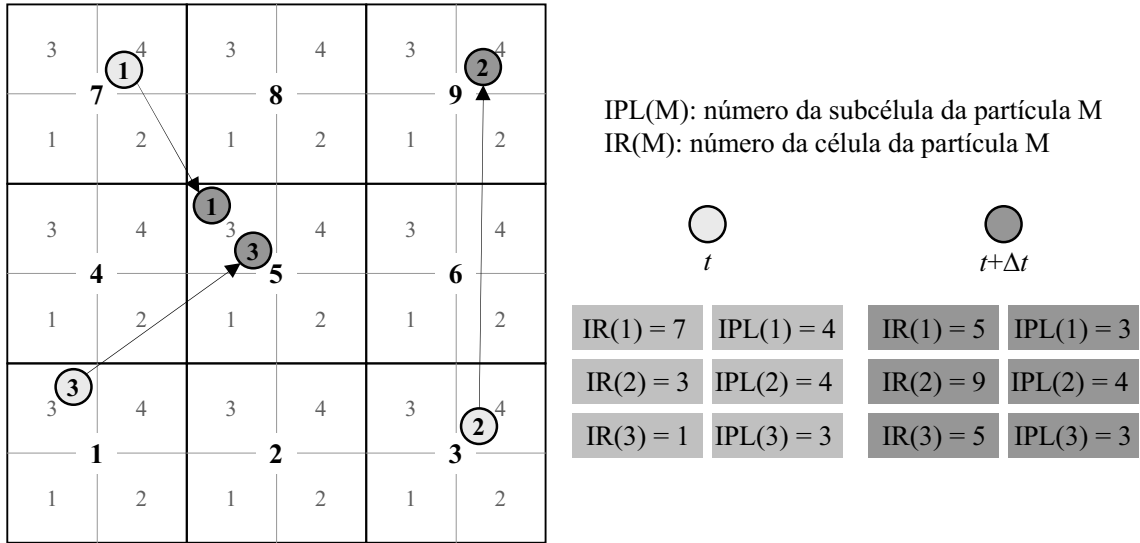 3 4 3 4 3 4
1 2
7 8 9
1 2 1 2 1 2
1
3 4 3 4 3 4
3
4 5 6
1 2 1 2 1 2
3
3 4 3 4 3 4
2
1 2 3
1 2 1 2 1 2
IPL(M): número da subcélula da partícula M
IR(M): número da célula da partícula M
t t+Δt
IR(1) = 7 IPL(1) = 4 IR(1) = 5 IPL(1) = 3
IR(2) = 3 IPL(2) = 4 IR(2) = 9 IPL(2) = 4
IR(3) = 1 IPL(3) = 3 IR(3) = 5 IPL(3) = 3